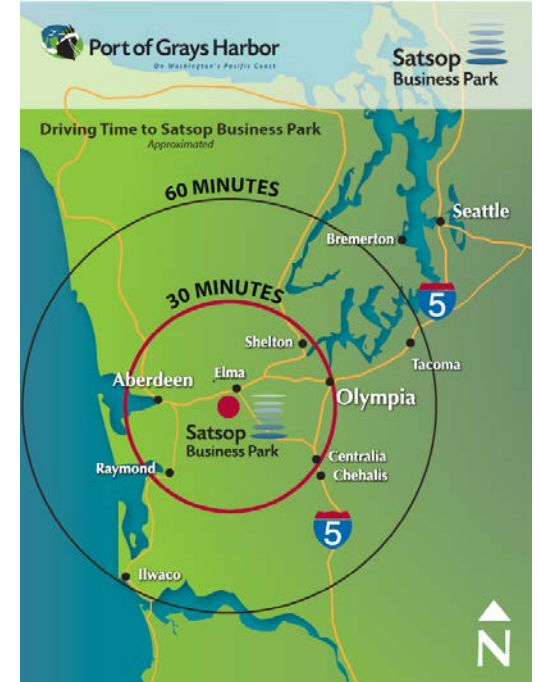 Port of Grays Harbor
On Washington's Pacific Coast
Satsop
Business Park
Driving Time to Satsop Business Park
Approximated
60 MINUTES
Seattle
Bremerton
30 MINUTES
5
Shelton
Tacoma
Elma
Aberdeen
Olympia
Satsop
Business Park
Centralia
Raymond
Chehalis
5
Ilwaco
N